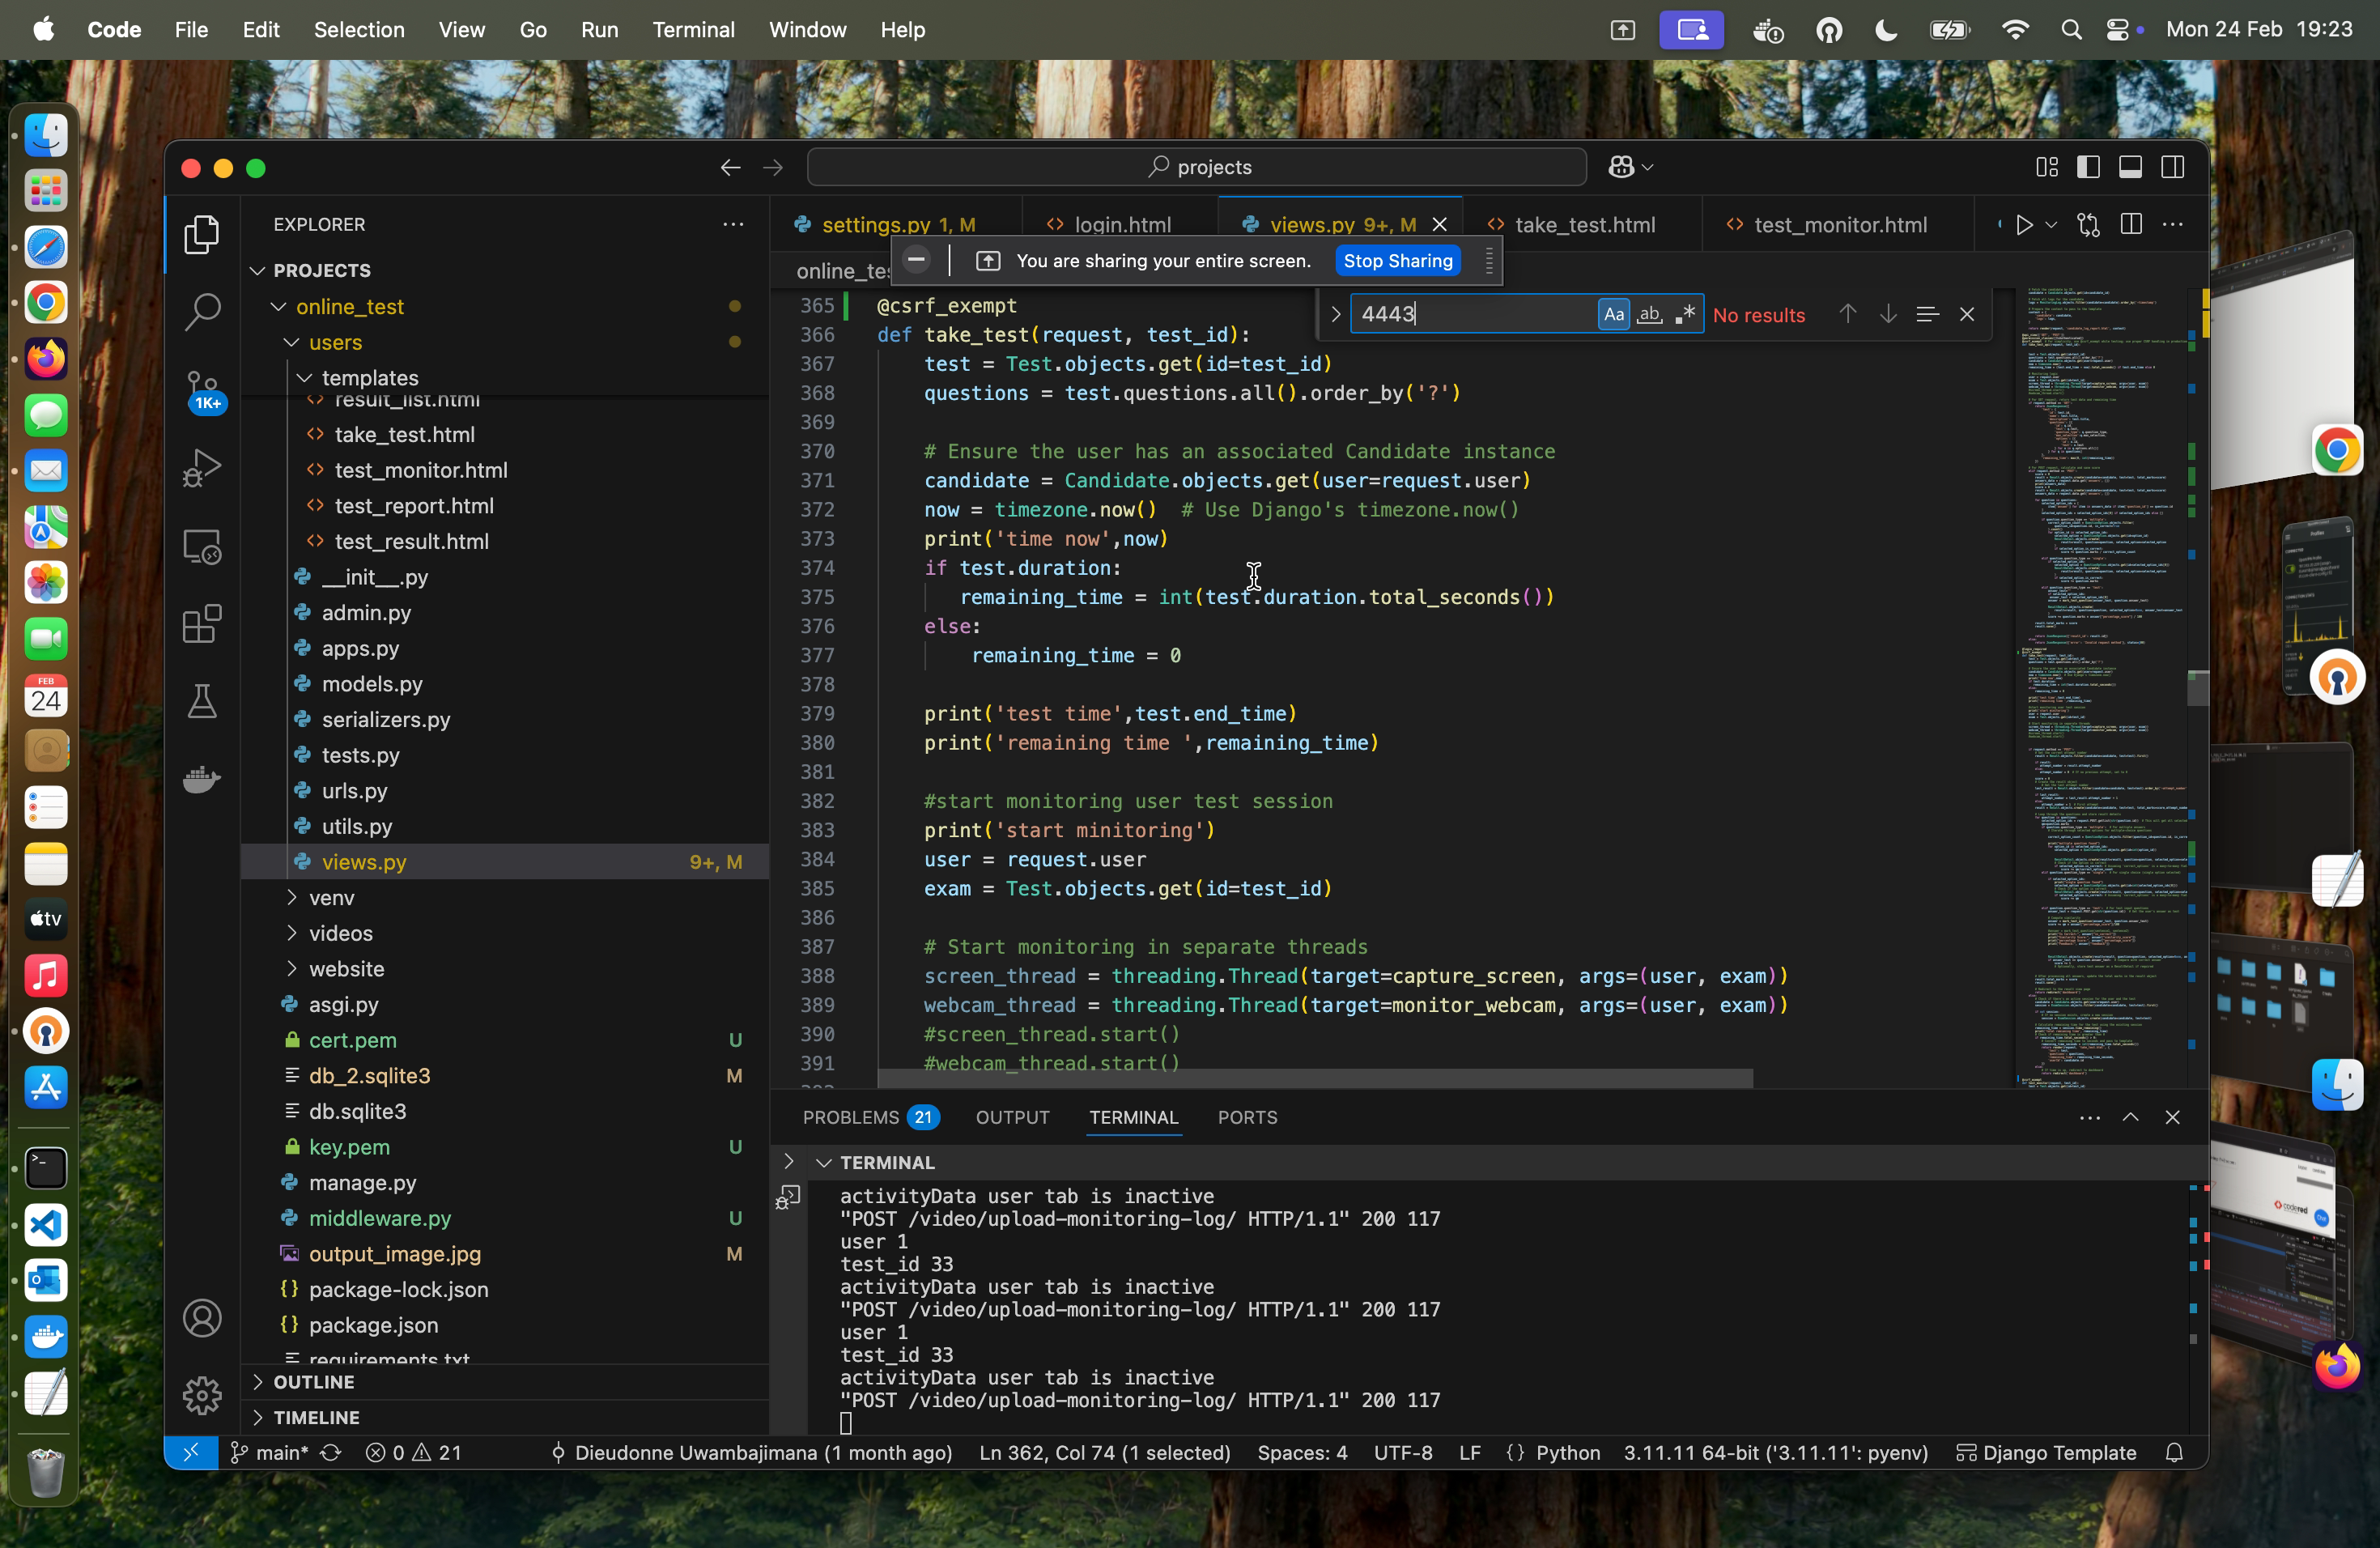 Code File Edit Selection View Go Run Terminal Window Help
Mon 24 Feb 19:23
projects
EXPLORER
settings.py 1, M
login.html
views.py 9+, M
take_test.html
test_monitor.html
You are sharing your entire screen.
Stop Sharing
PROJECTS
online_test
users
templates
result_list.html
take_test.html
test_monitor.html
test_report.html
test_result.html
__init__.py
admin.py
apps.py
models.py
serializers.py
tests.py
urls.py
utils.py
views.py 9+, M
venv
videos
website
asgi.py
cert.pem U
db_2.sqlite3 M
db.sqlite3
key.pem U
manage.py
middleware.py U
output_image.jpg M
package-lock.json
package.json
requirements.txt
OUTLINE
TIMELINE
1K+
FEB
24
tv
online_tes
4443
Aa
ab
No results
365 @csrf_exempt
366 def take_test(request, test_id):
367 test = Test.objects.get(id=test_id)
368 questions = test.questions.all().order_by('?')
369
370 # Ensure the user has an associated Candidate instance
371 candidate = Candidate.objects.get(user=request.user)
372 now = timezone.now()  # Use Django's timezone.now()
373 print('time now',now)
374 if test.duration:
375 remaining_time = int(test.duration.total_seconds())
376 else:
377 remaining_time = 0
378
379 print('test time',test.end_time)
380 print('remaining time ',remaining_time)
381
382 #start monitoring user test session
383 print('start minitoring')
384 user = request.user
385 exam = Test.objects.get(id=test_id)
386
387 # Start monitoring in separate threads
388 screen_thread = threading.Thread(target=capture_screen, args=(user, exam))
389 webcam_thread = threading.Thread(target=monitor_webcam, args=(user, exam))
390 #screen_thread.start()
391 #webcam_thread.start()
PROBLEMS 21 OUTPUT TERMINAL PORTS
TERMINAL
activityData user tab is inactive
"POST /video/upload-monitoring-log/ HTTP/1.1" 200 117
user 1
test_id 33
activityData user tab is inactive
"POST /video/upload-monitoring-log/ HTTP/1.1" 200 117
user 1
test_id 33
activityData user tab is inactive
"POST /video/upload-monitoring-log/ HTTP/1.1" 200 117
main* 0 21 Dieudonne Uwambajimana (1 month ago) Ln 362, Col 74 (1 selected) Spaces: 4 UTF-8 LF {} Python 3.11.11 64-bit ('3.11.11': pyenv) Django Template